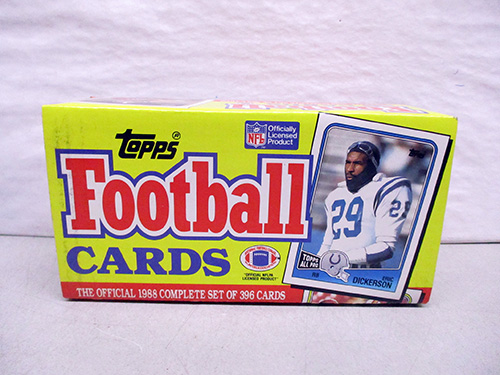 TOPPS®
NFL
Officially
Licensed
Product
Football
CARDS
"OFFICIAL NFLPA
LICENSED PRODUCT"
THE OFFICIAL 1988 COMPLETE SET OF 396 CARDS
29
TOPPS
ALL PRO
RB
ERIC
DICKERSON